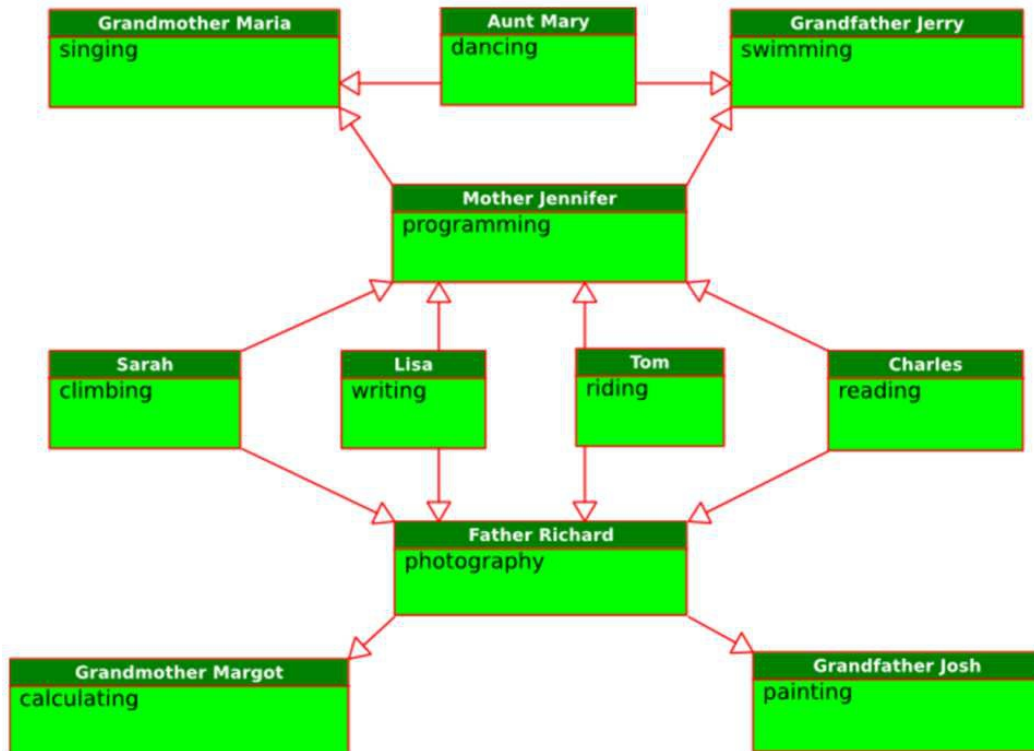 Grandmother Maria
singing
Aunt Mary
dancing
Grandfather Jerry
swimming
Mother Jennifer
programming
Sarah
climbing
Lisa
writing
Tom
riding
Charles
reading
Father Richard
photography
Grandmother Margot
calculating
Grandfather Josh
painting